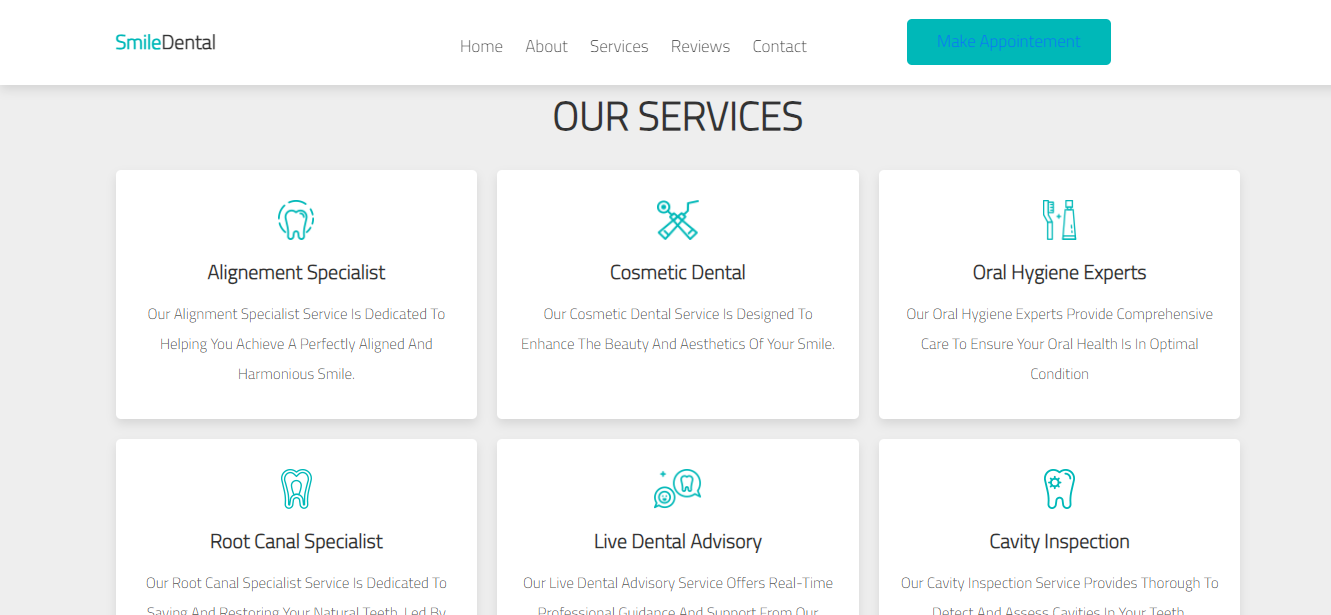 SmileDental
Home About Services Reviews Contact
Make Appointement
OUR SERVICES
Alignement Specialist
Our Alignment Specialist Service Is Dedicated To
Helping You Achieve A Perfectly Aligned And
Harmonious Smile.
Cosmetic Dental
Our Cosmetic Dental Service Is Designed To
Enhance The Beauty And Aesthetics Of Your Smile.
Oral Hygiene Experts
Our Oral Hygiene Experts Provide Comprehensive
Care To Ensure Your Oral Health Is In Optimal
Condition
Root Canal Specialist
Our Root Canal Specialist Service Is Dedicated To
Saving And Restoring Your Natural Teeth. Led By
Live Dental Advisory
Our Live Dental Advisory Service Offers Real-Time
Professional Guidance And Support From Our
Cavity Inspection
Our Cavity Inspection Service Provides Thorough To
Detect And Assess Cavities In Your Teeth.